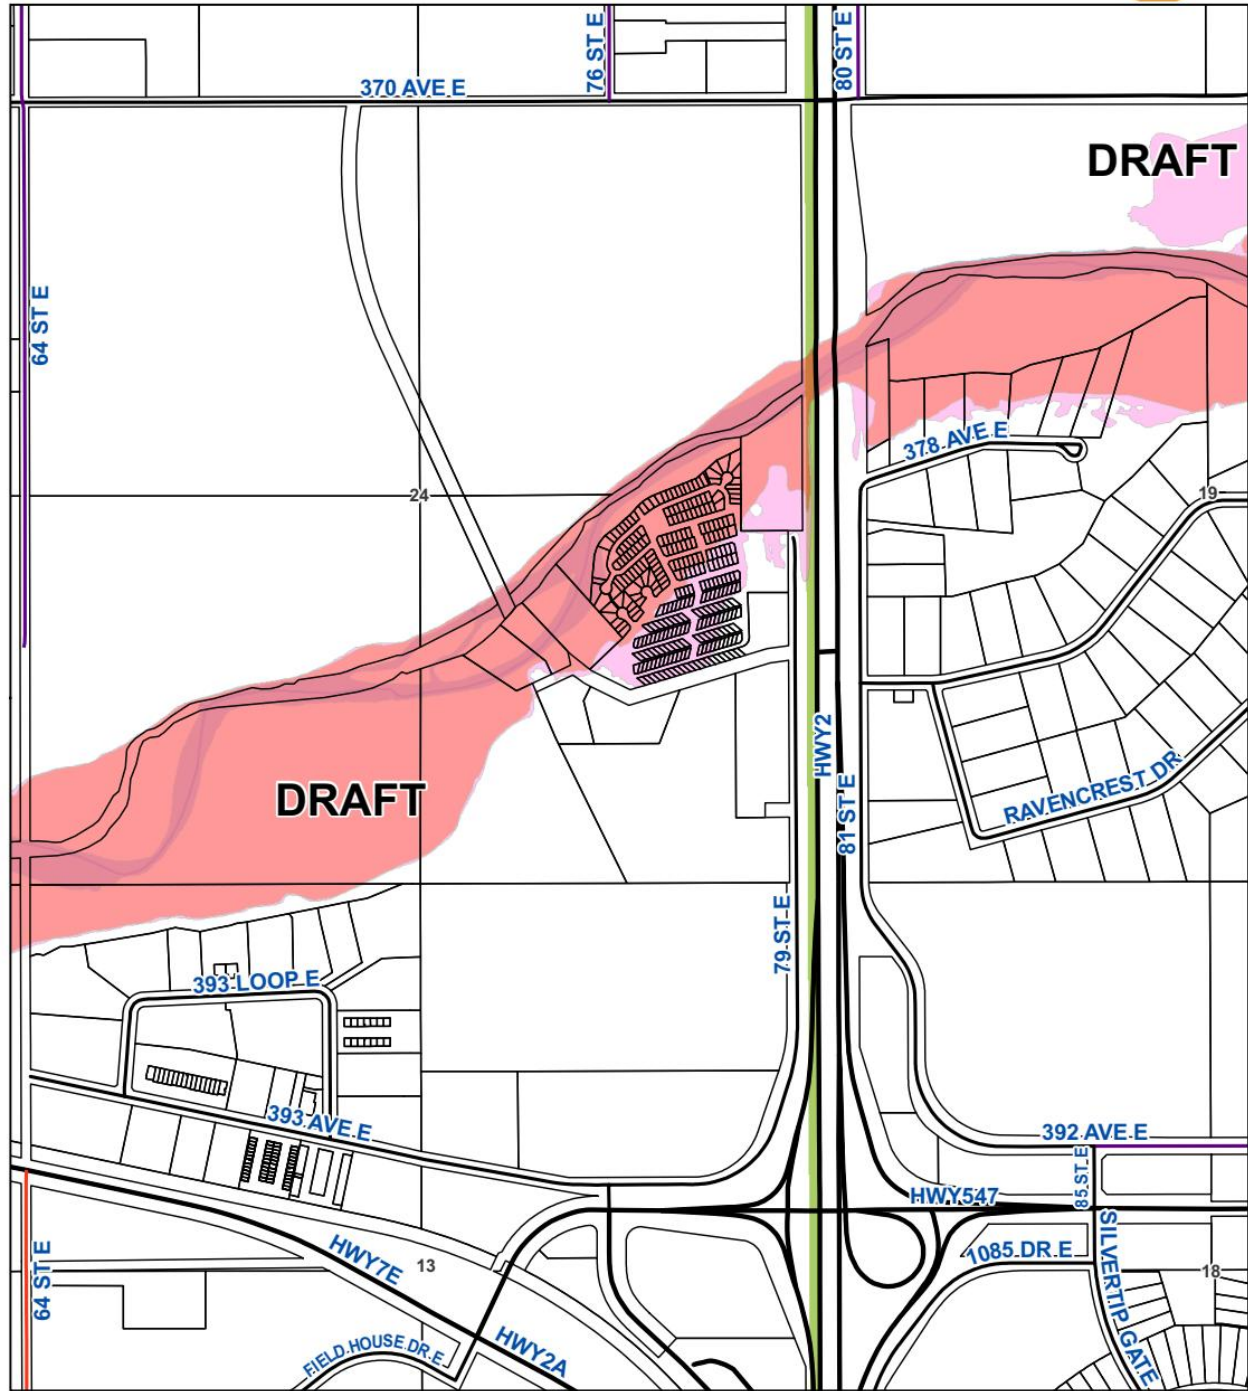 76 ST E
80 ST E
370 AVE E
DRAFT
64 ST E
378 AVE E
24
19
HWY2
81 ST E
RAVENCREST DR
DRAFT
79 ST E
393 LOOP E
393 AVE E
392 AVE E
85 ST E
HWY547
SILVERTIP GATE
1085 DR E
64 ST E
HWY7E
13
18
HWY2A
FIELD HOUSE DR E